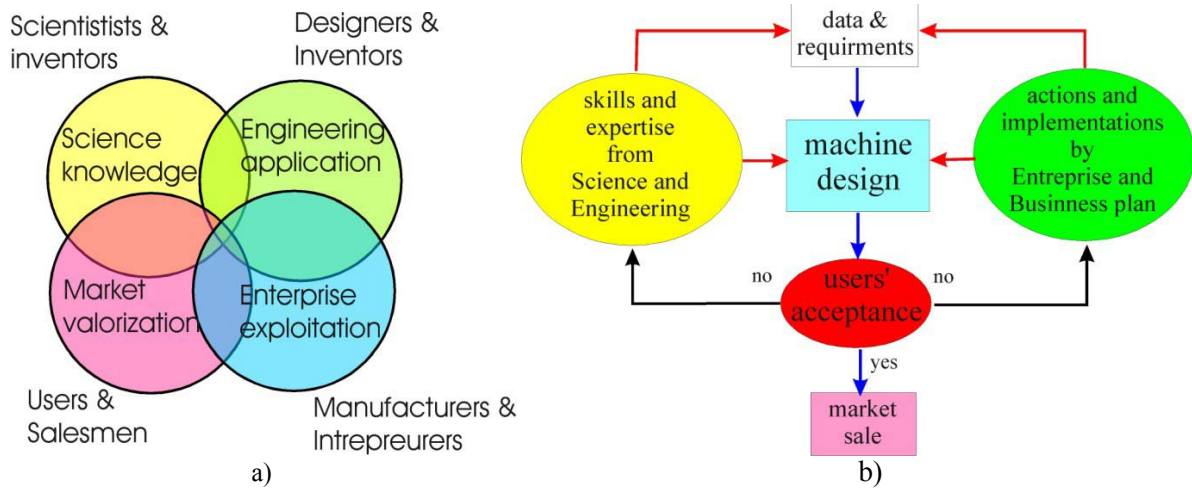 Scientistists &
inventors
Designers &
Inventors
Science
knowledge
Engineering
application
Market
valorization
Enterprise
exploitation
Users &
Salesmen
Manufacturers &
Intrepreurers
a)
data &
requirments
skills and
expertise
from
Science and
Engineering
machine
design
actions and
implementations
by
Entreprise and
Businness plan
no
users'
acceptance
no
yes
market
sale
b)